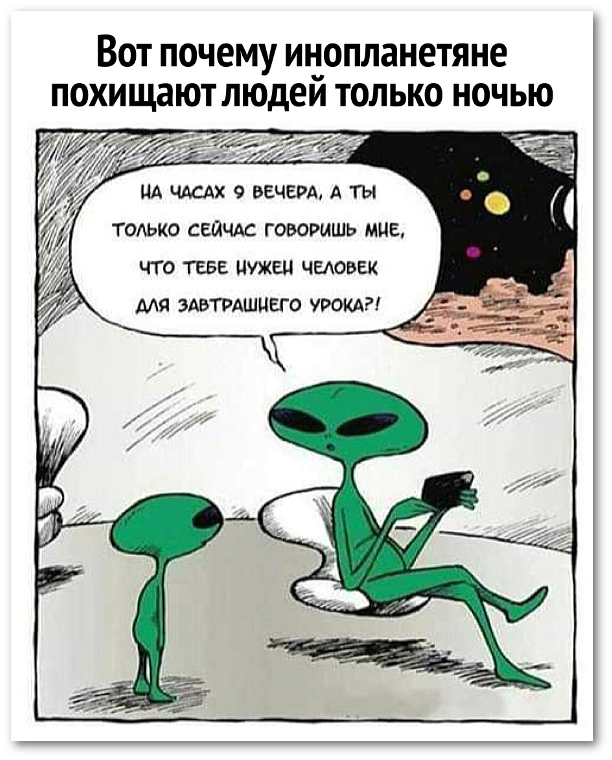 Вот почему инопланетяне
похищают людей только ночью
НА ЧАСАХ 9 ВЕЧЕРА, А ТЫ
ТОЛЬКО СЕЙЧАС ГОВОРИШЬ МНЕ,
ЧТО ТЕБЕ НУЖЕН ЧЕЛОВЕК
ДЛЯ ЗАВТРАШНЕГО УРОКА?!